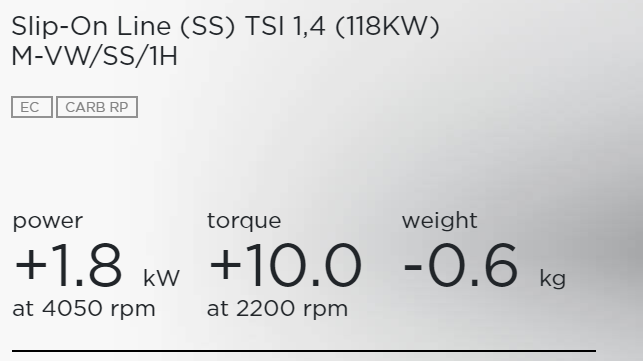 Slip-On Line (SS) TSI 1,4 (118KW)
M-VW/SS/1H
EC CARB RP
power torque weight
+1.8 kW +10.0 -0.6 kg
at 4050 rpm at 2200 rpm